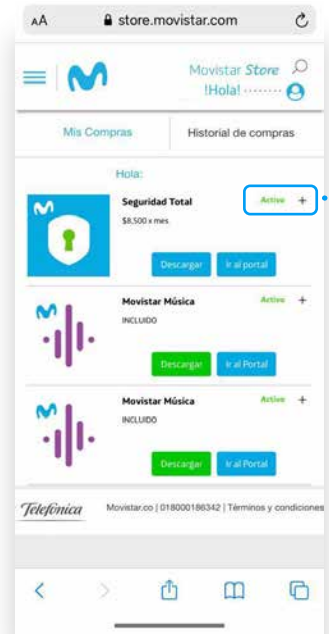 AA store.movistar.com
Movistar Store
!Hola! ········
Mis Compras Historial de compras
Hola:
Seguridad Total Activo +
$8,500 x mes
Descargar Ir al portal
Movistar Música Activo +
INCLUIDO
Descargar Ir al Portal
Movistar Música Activo +
INCLUIDO
Descargar Ir al Portal
Telefónica Movistar.co | 018000186342 | Términos y condiciones